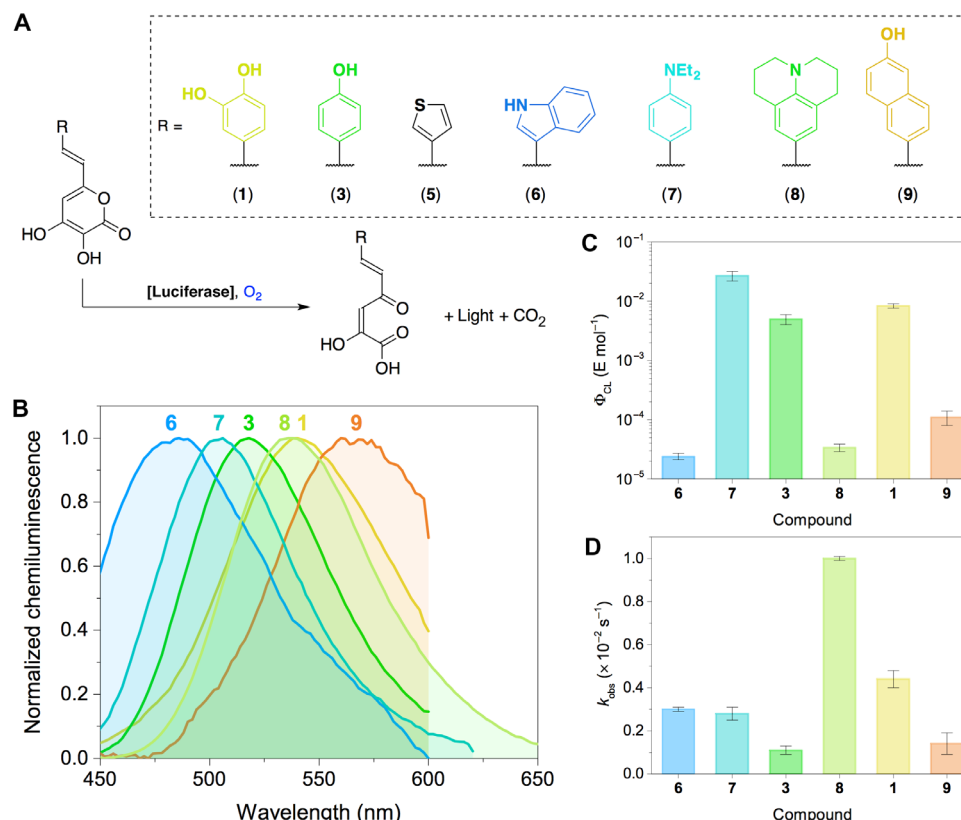 A
OH
HO
OH
S
HN
NEt2
N
OH
R =
(1) (3) (5) (6) (7) (8) (9)
R
O
HO
O
OH
[Luciferase], O2
R
O
HO
O
OH
+ Light + CO2
B
6 7 3 8 1 9
Normalized chemiluminescence
1.0
0.8
0.6
0.4
0.2
0.0
450 500 550 600 650
Wavelength (nm)
C
ΦCL (E mol−1)
10−1
10−2
10−3
10−4
10−5
6 7 3 8 1 9
Compound
D
kobs (× 10−2 s−1)
1.0
0.8
0.6
0.4
0.2
0.0
6 7 3 8 1 9
Compound